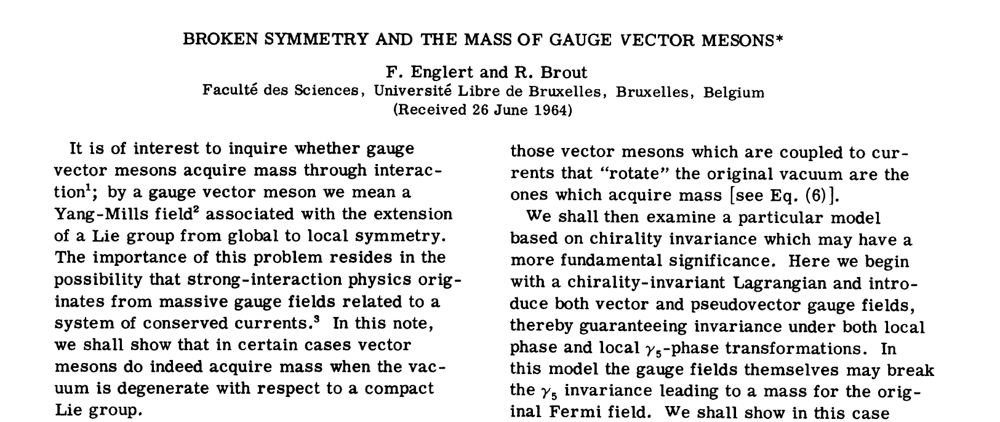 BROKEN SYMMETRY AND THE MASS OF GAUGE VECTOR MESONS*
F. Englert and R. Brout
Faculté des Sciences, Université Libre de Bruxelles, Bruxelles, Belgium
(Received 26 June 1964)
It is of interest to inquire whether gauge
vector mesons acquire mass through interac-
tion¹; by a gauge vector meson we mean a
Yang-Mills field² associated with the extension
of a Lie group from global to local symmetry.
The importance of this problem resides in the
possibility that strong-interaction physics orig-
inates from massive gauge fields related to a
system of conserved currents.³ In this note,
we shall show that in certain cases vector
mesons do indeed acquire mass when the vac-
uum is degenerate with respect to a compact
Lie group.
those vector mesons which are coupled to cur-
rents that “rotate” the original vacuum are the
ones which acquire mass [see Eq. (6)].
We shall then examine a particular model
based on chirality invariance which may have a
more fundamental significance. Here we begin
with a chirality-invariant Lagrangian and intro-
duce both vector and pseudovector gauge fields,
thereby guaranteeing invariance under both local
phase and local γ₅-phase transformations. In
this model the gauge fields themselves may break
the γ₅ invariance leading to a mass for the orig-
inal Fermi field. We shall show in this case